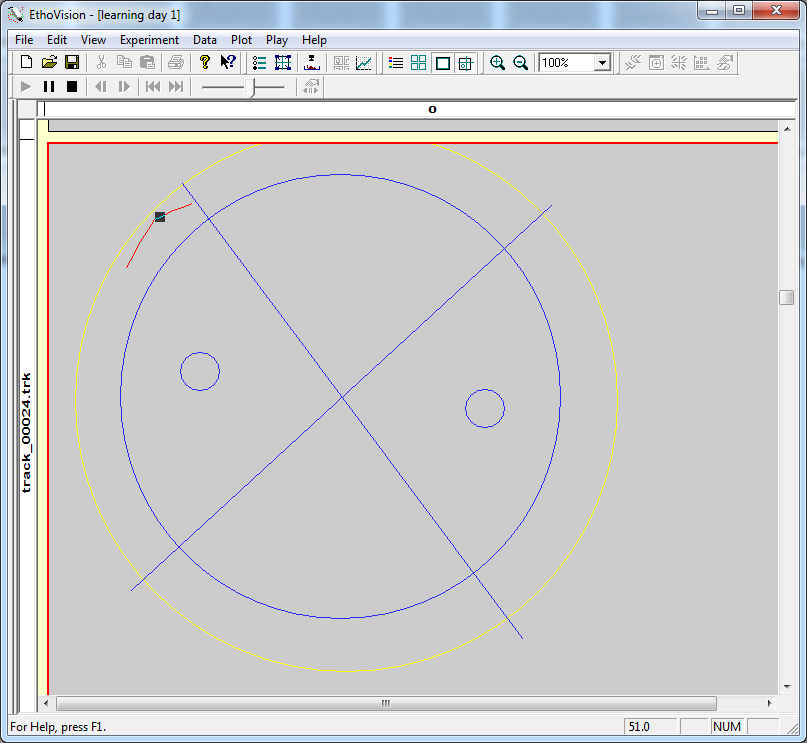 EthoVision - [learning day 1]
File Edit View Experiment Data Plot Play Help
100%
o
track_00024.trk
For Help, press F1.
51.0
NUM